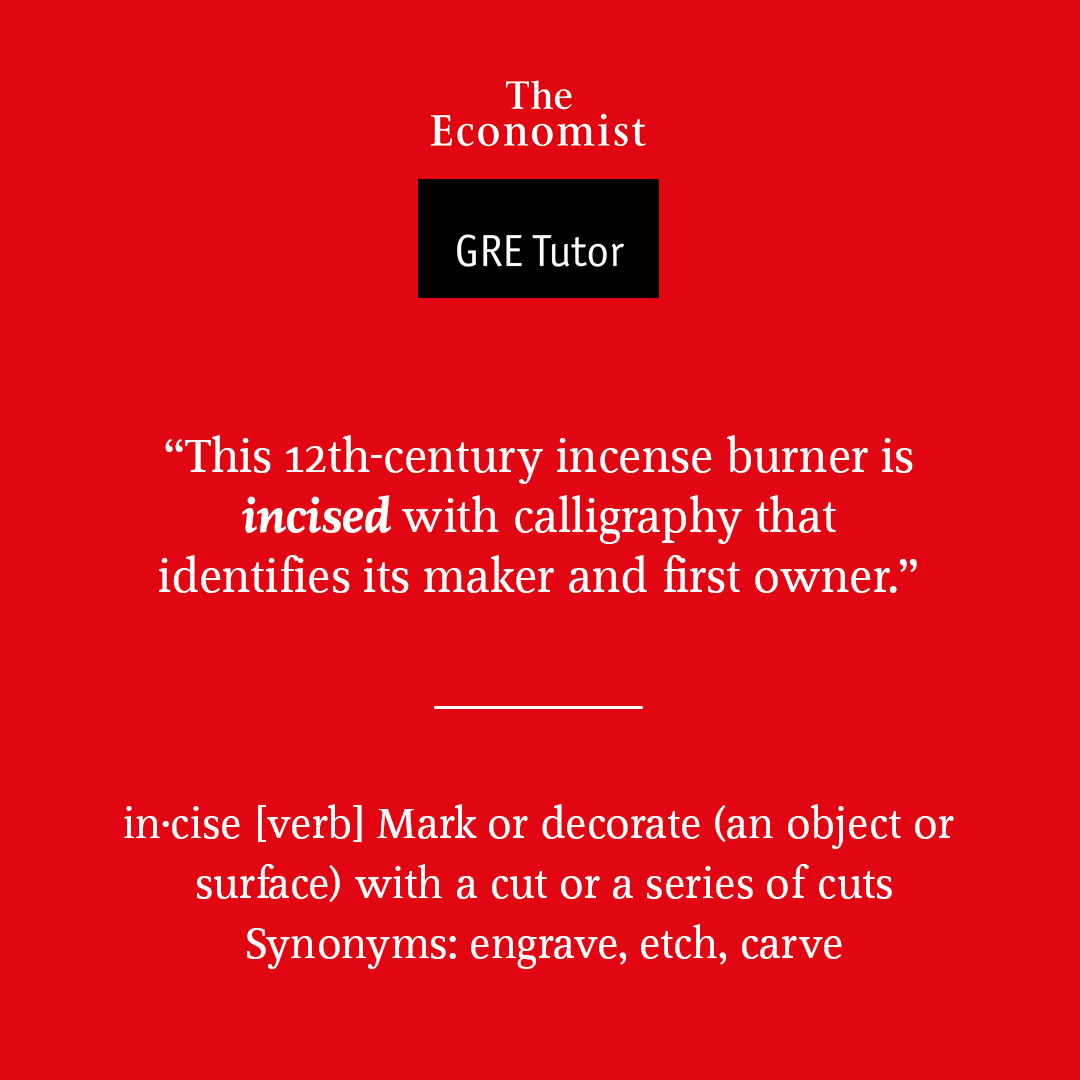 The
Economist
GRE Tutor
“This 12th-century incense burner is
incised with calligraphy that
identifies its maker and first owner.”
in·cise [verb] Mark or decorate (an object or
surface) with a cut or a series of cuts
Synonyms: engrave, etch, carve